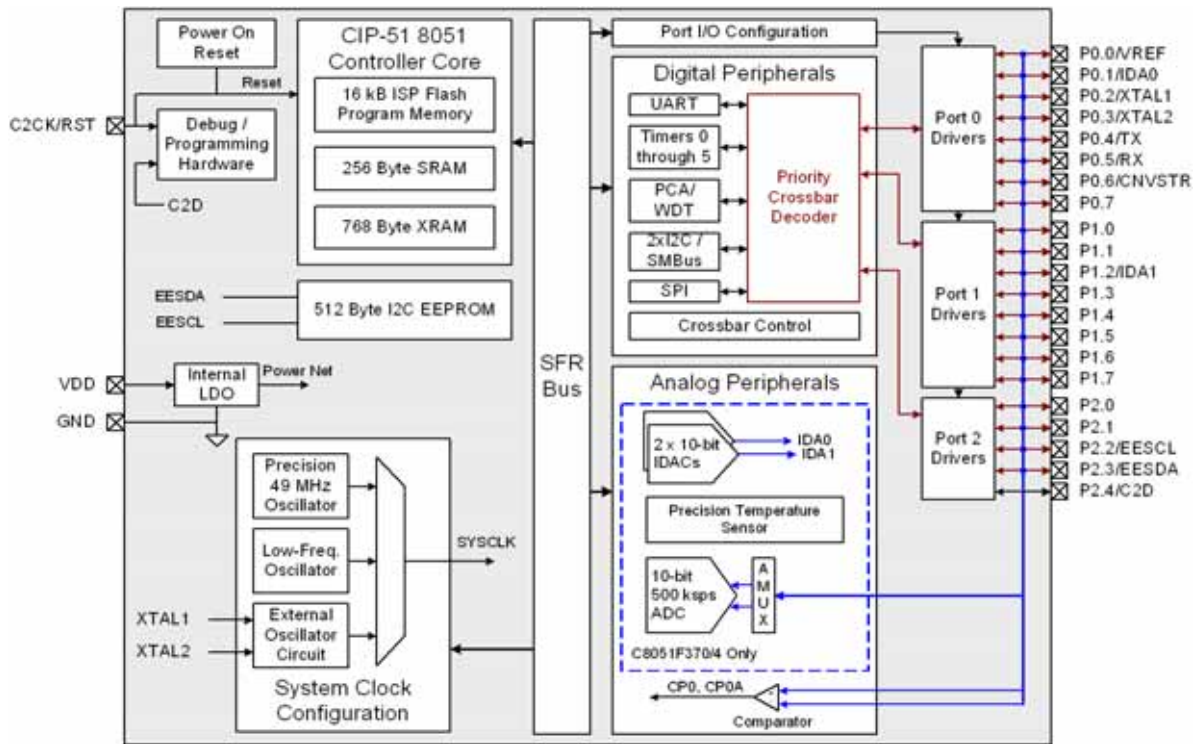 Power On
Reset
Reset
C2CK/RST
Debug /
Programming
Hardware
C2D
CIP-51 8051
Controller Core
16 kB ISP Flash
Program Memory
256 Byte SRAM
768 Byte XRAM
EESDA
EESCL
512 Byte I2C EEPROM
VDD
GND
Internal
LDO
Power Net
Precision
49 MHz
Oscillator
Low-Freq.
Oscillator
XTAL1
XTAL2
External
Oscillator
Circuit
SYSCLK
System Clock
Configuration
SFR
Bus
Port I/O Configuration
Digital Peripherals
UART
Timers 0
through 5
PCA/
WDT
2xI2C /
SMBus
SPI
Priority
Crossbar
Decoder
Crossbar Control
Analog Peripherals
2 x 10-bit
IDACs
IDA0
IDA1
Precision Temperature
Sensor
10-bit
500 ksps
ADC
A
M
U
X
C8051F370/4 Only
CP0, CP0A
+
-
Comparator
Port 0
Drivers
Port 1
Drivers
Port 2
Drivers
P0.0/VREF
P0.1/IDA0
P0.2/XTAL1
P0.3/XTAL2
P0.4/TX
P0.5/RX
P0.6/CNVSTR
P0.7
P1.0
P1.1
P1.2/IDA1
P1.3
P1.4
P1.5
P1.6
P1.7
P2.0
P2.1
P2.2/EESCL
P2.3/EESDA
P2.4/C2D